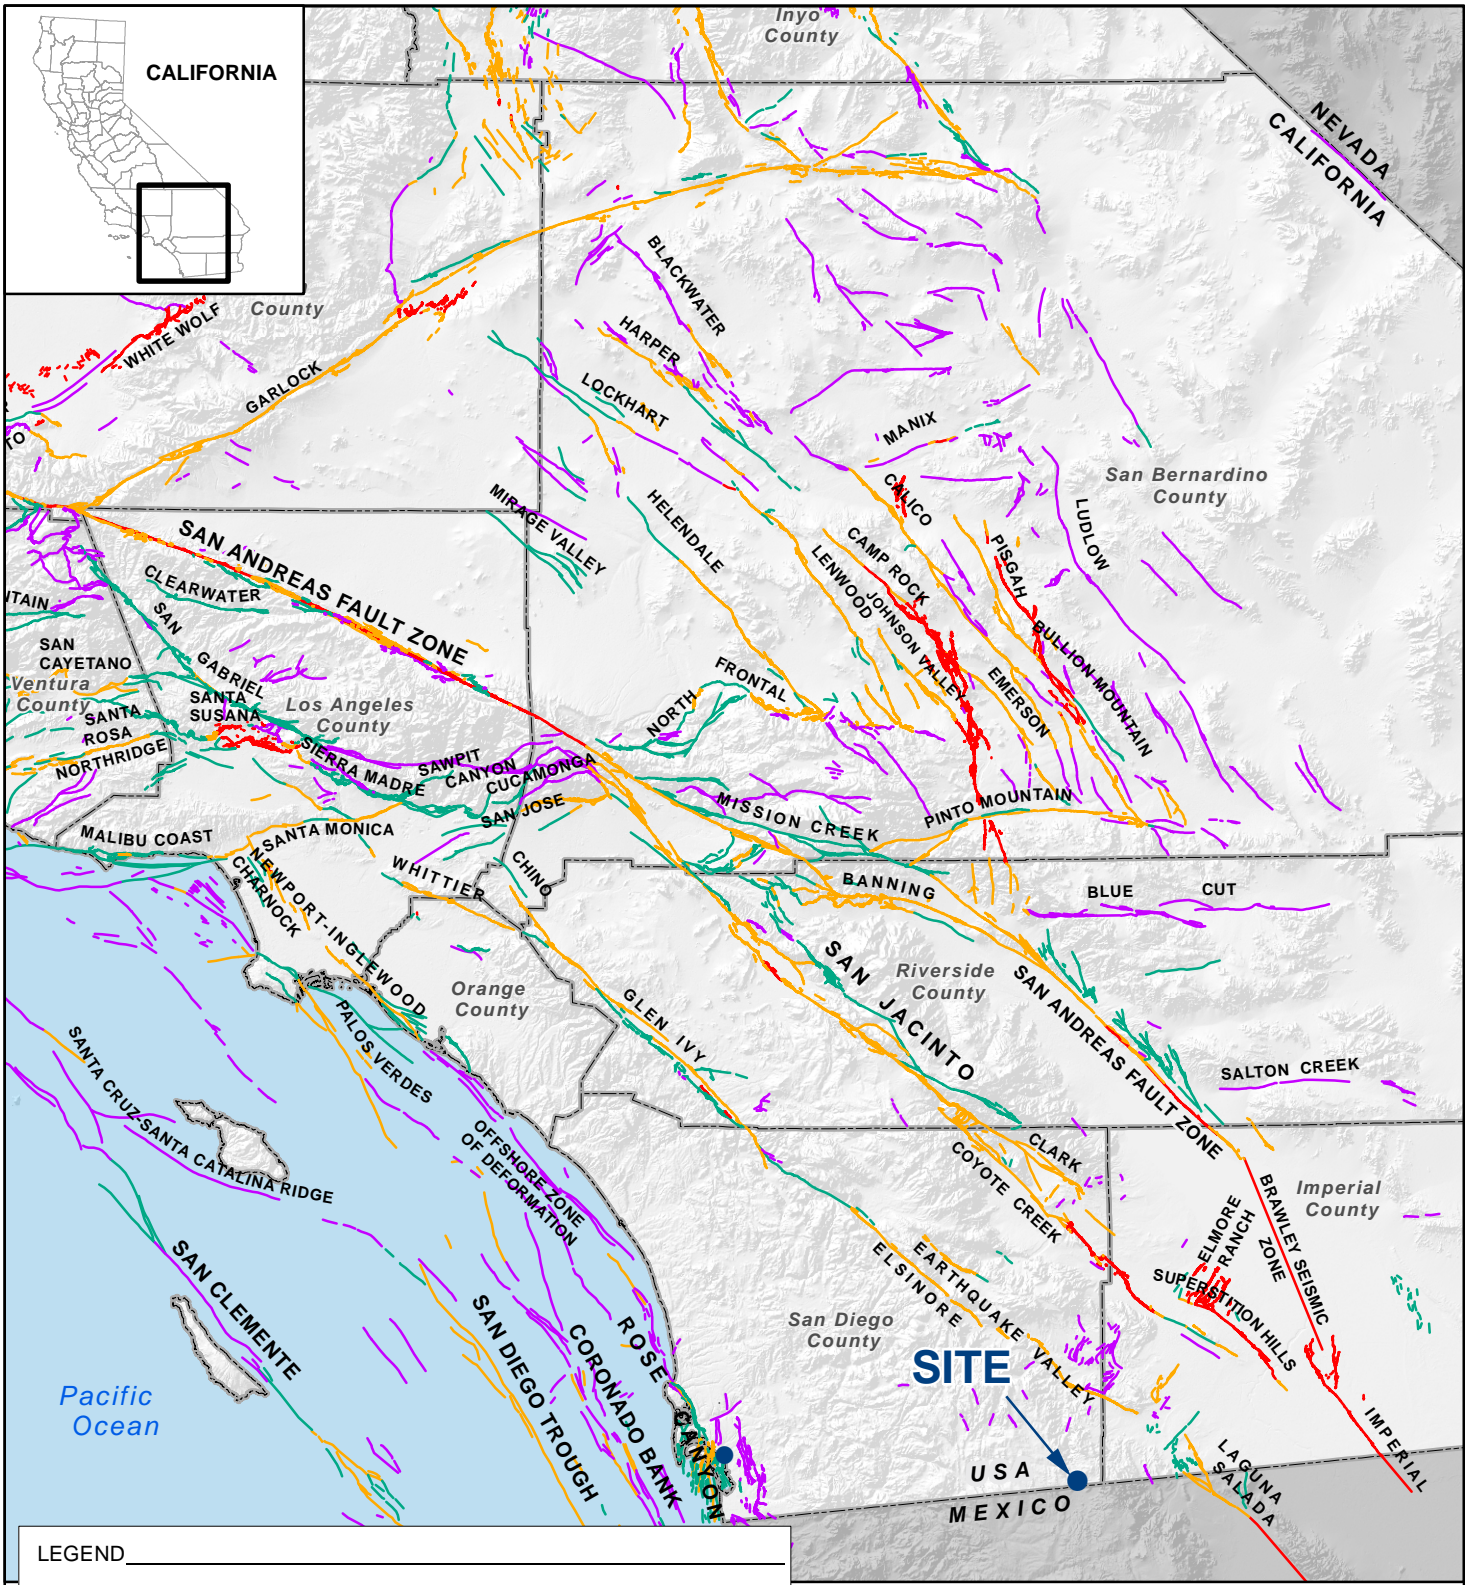 Inyo
County
CALIFORNIA
NEVADA
CALIFORNIA
County
WHITE WOLF
GARLOCK
BLACKWATER
HARPER
LOCKHART
MANIX
TO
San Bernardino
County
CALICO
LUDLOW
MIRAGE VALLEY
HELENDALE
SAN ANDREAS FAULT ZONE
CLEARWATER
CAMP ROCK
PISGAH
LENWOOD
JOHNSON VALLEY
BULLION MOUNTAIN
EMERSON
NTAIN
SAN
GABRIEL
SAN
CAYETANO
Ventura
County
SANTA
SUSANA
Los Angeles
County
NORTH
FRONTAL
SANTA
ROSA
NORTHRIDGE
SIERRA MADRE
SAWPIT
CANYON
CUCAMONGA
SAN JOSE
MISSION CREEK
PINTO MOUNTAIN
MALIBU COAST
SANTA MONICA
NEWPORT-INGLEWOOD
CHARNOCK
WHITTIER
CHINO
BANNING
BLUE CUT
SAN JACINTO
Riverside
County
SAN ANDREAS FAULT ZONE
Orange
County
GLEN IVY
PALOS VERDES
SALTON CREEK
SANTA CRUZ-SANTA CATALINA RIDGE
OFFSHORE ZONE
OF DEFORMATION
CLARK
COYOTE CREEK
BRAWLEY SEISMIC
ZONE
Imperial
County
ELMORE
RANCH
SUPERSTITION HILLS
SAN CLEMENTE
EARTHQUAKE VALLEY
ELSINORE
San Diego
County
SAN DIEGO TROUGH
CORONADO BANK
ROSE CANYON
SITE
Pacific
Ocean
IMPERIAL
LAGUNA
SALADA
USA
MEXICO
LEGEND